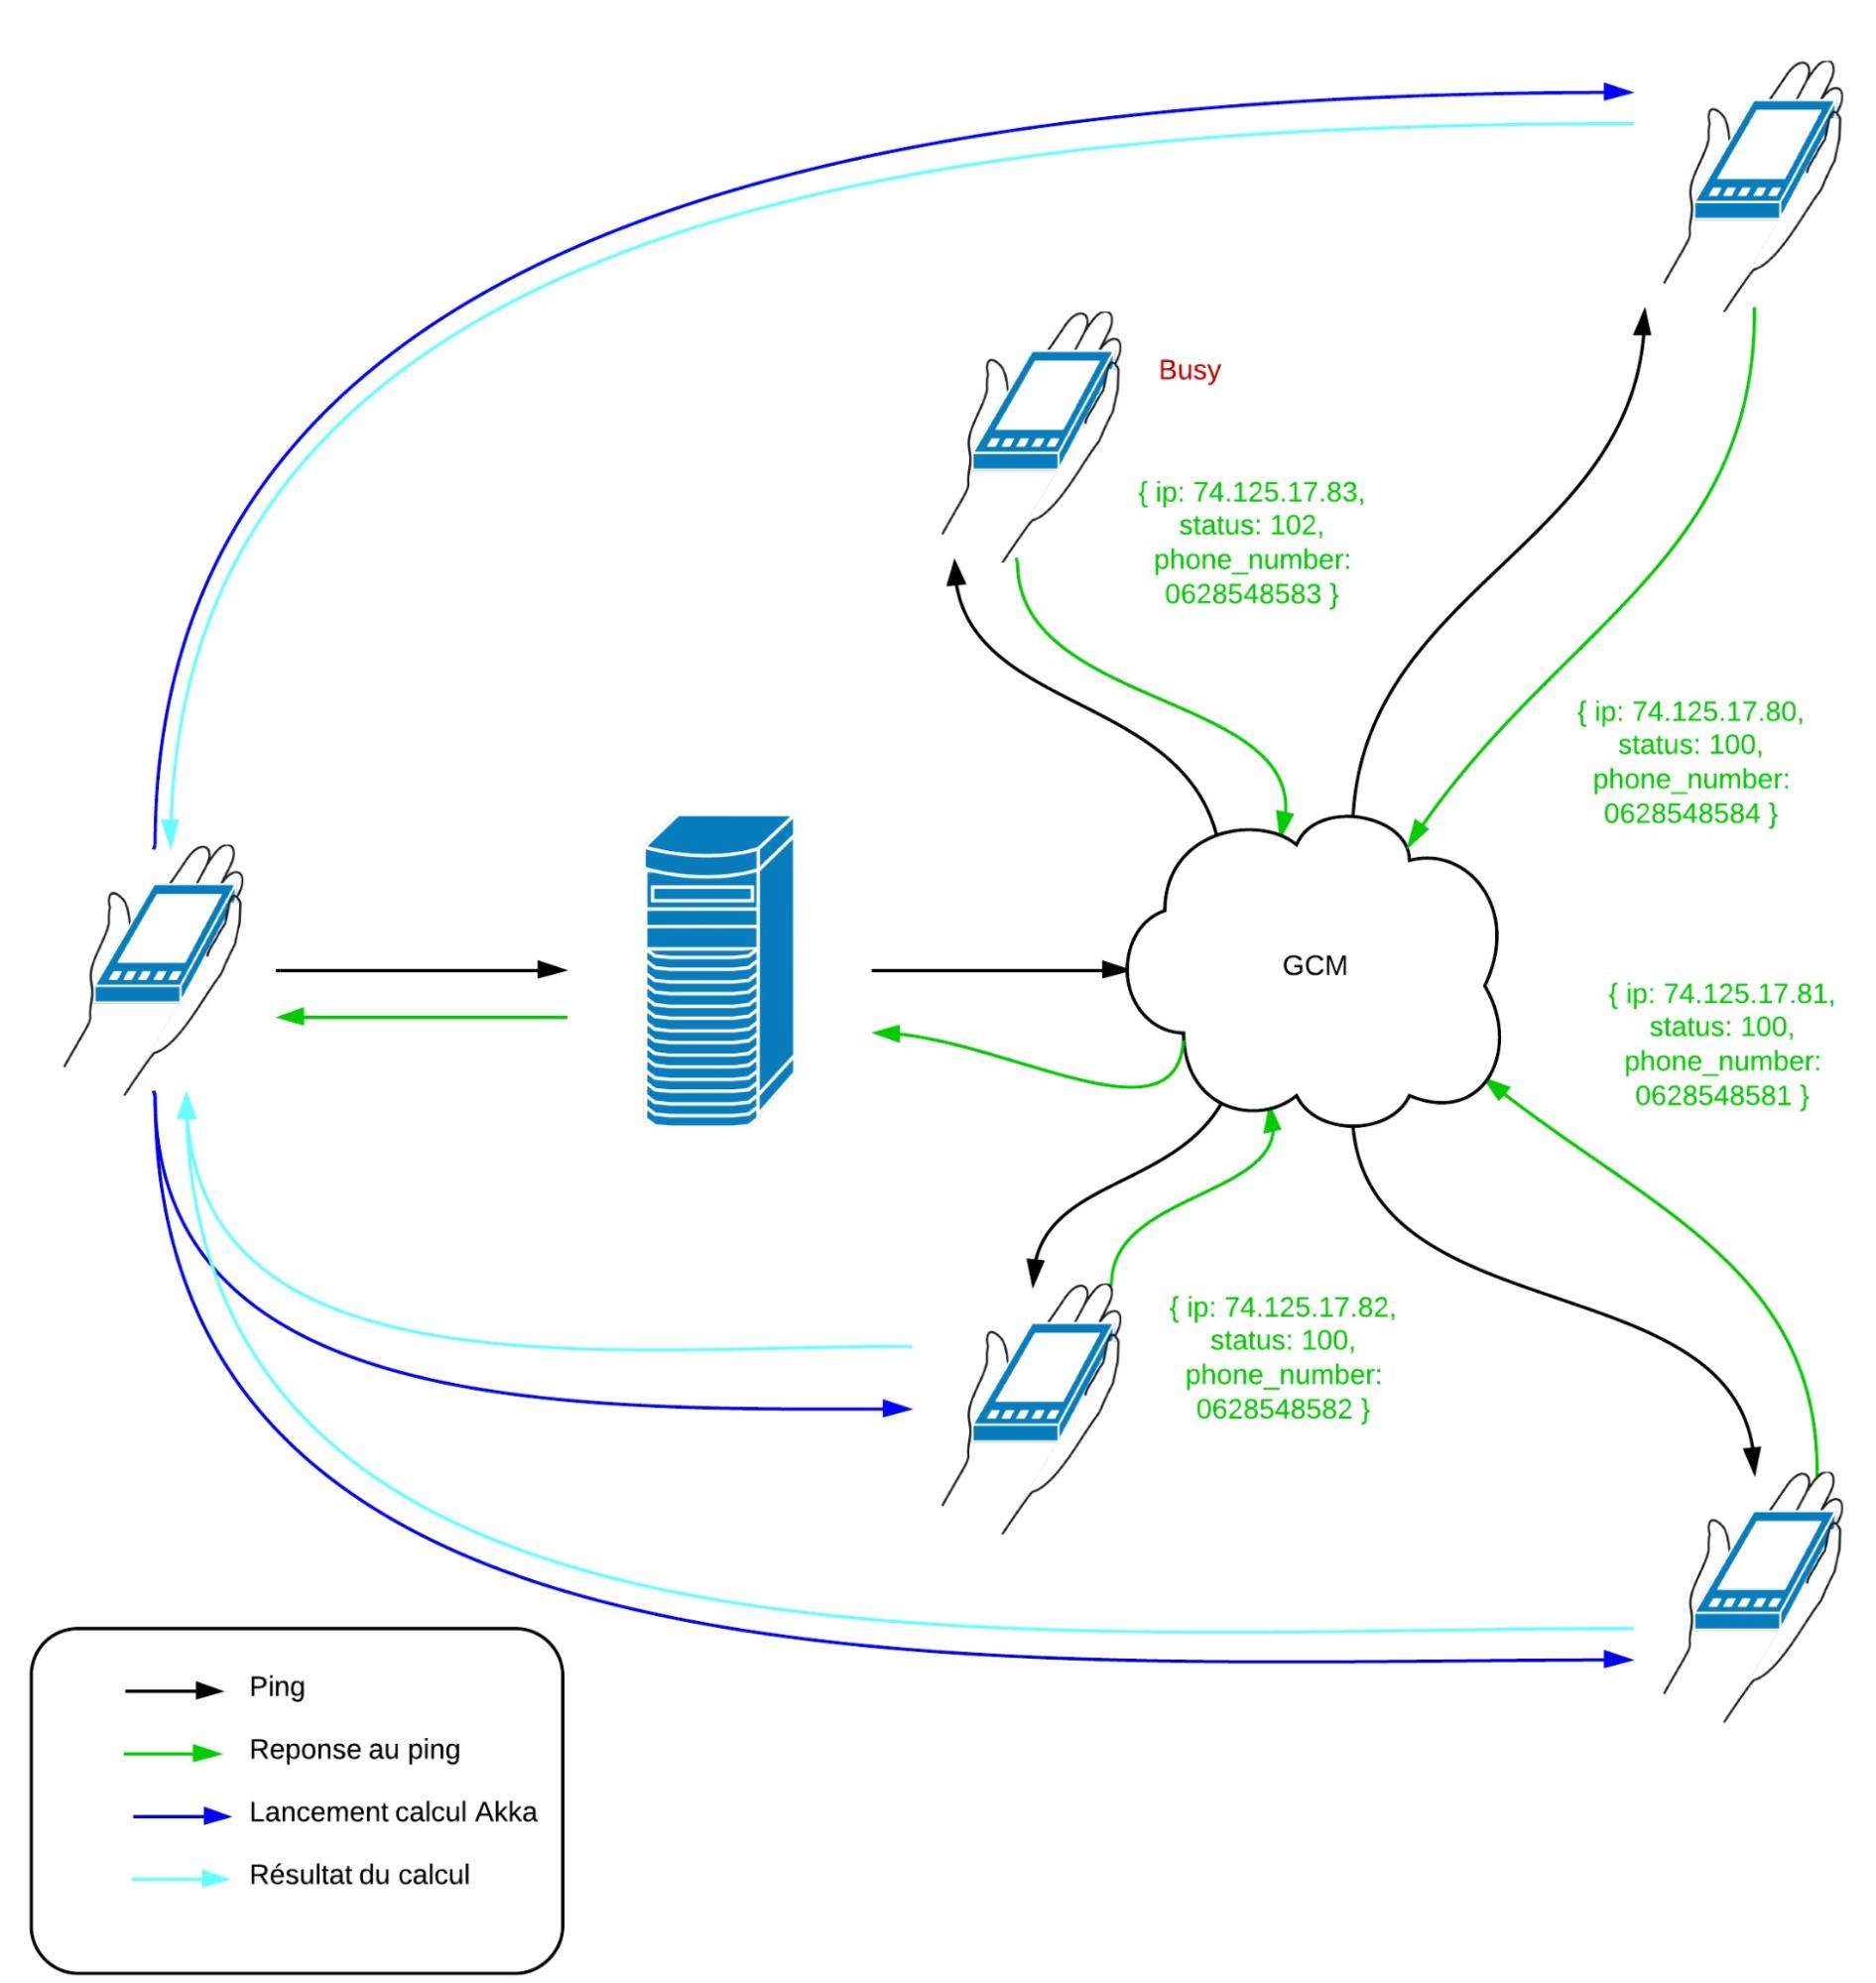 Busy
{ ip: 74.125.17.83,
status: 102,
phone_number:
0628548583 }
{ ip: 74.125.17.80,
status: 100,
phone_number:
0628548584 }
GCM
{ ip: 74.125.17.81,
status: 100,
phone_number:
0628548581 }
{ ip: 74.125.17.82,
status: 100,
phone_number:
0628548582 }
Ping
Reponse au ping
Lancement calcul Akka
Résultat du calcul